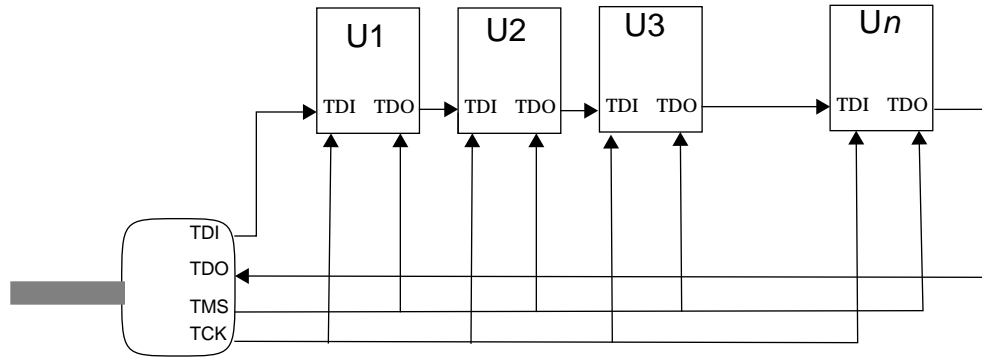 U1 U2 U3 Un
TDI TDO TDI TDO TDI TDO TDI TDO
TDI
TDO
TMS
TCK